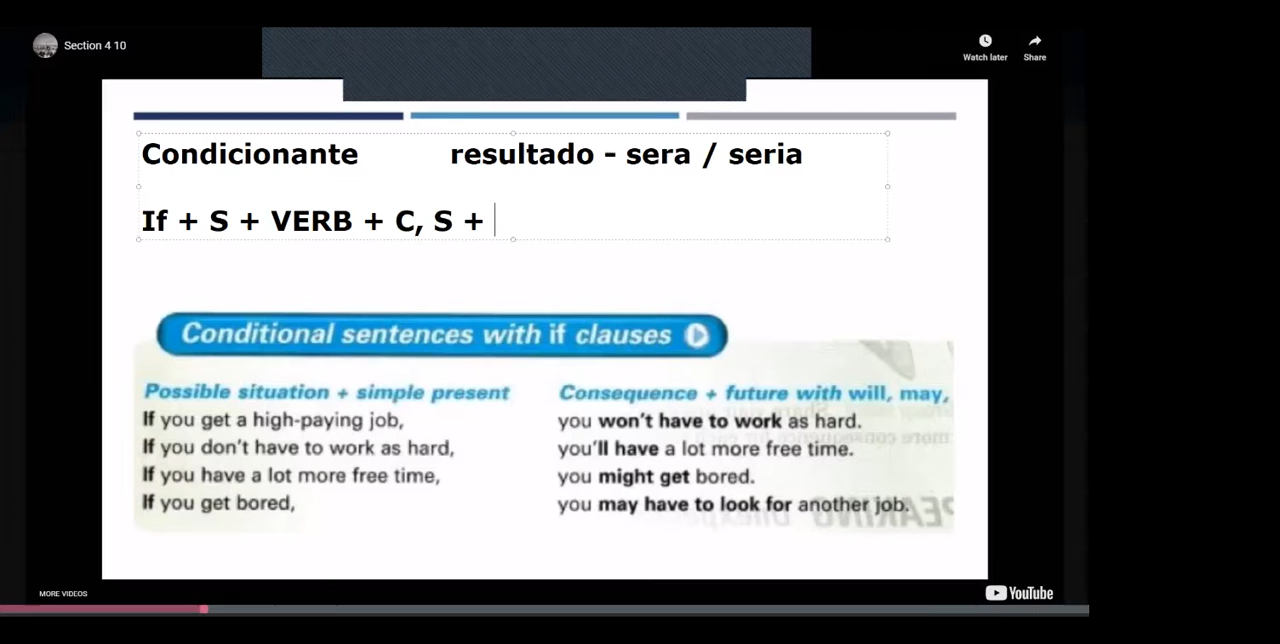 Section 4 10
Watch later
Share
Condicionante resultado - sera / seria
If + S + VERB + C, S +
Conditional sentences with if clauses
Possible situation + simple present
If you get a high-paying job,
If you don't have to work as hard,
If you have a lot more free time,
If you get bored,
Consequence + future with will, may,
you won't have to work as hard.
you'll have a lot more free time.
you might get bored.
you may have to look for another job.
MORE VIDEOS
YouTube